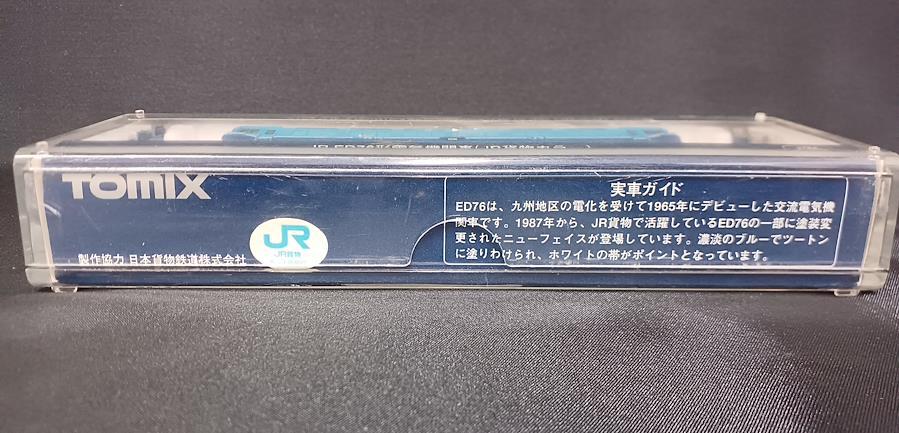 TOMIX
実車ガイド
ED76は、九州地区の電化を受けて1965年にデビューした交流電気機
関車です。1987年から、JR貨物で活躍しているED76の一部に塗装変
更されたニューフェイスが登場しています。濃淡のブルーでツートン
に塗りわけられ、ホワイトの帯がポイントとなっています。
JR
JR貨物
製作協力 日本貨物鉄道株式会社